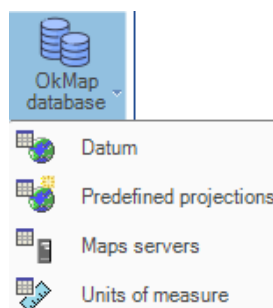 OkMap
database
Datum
Predefined projections
Maps servers
Units of measure